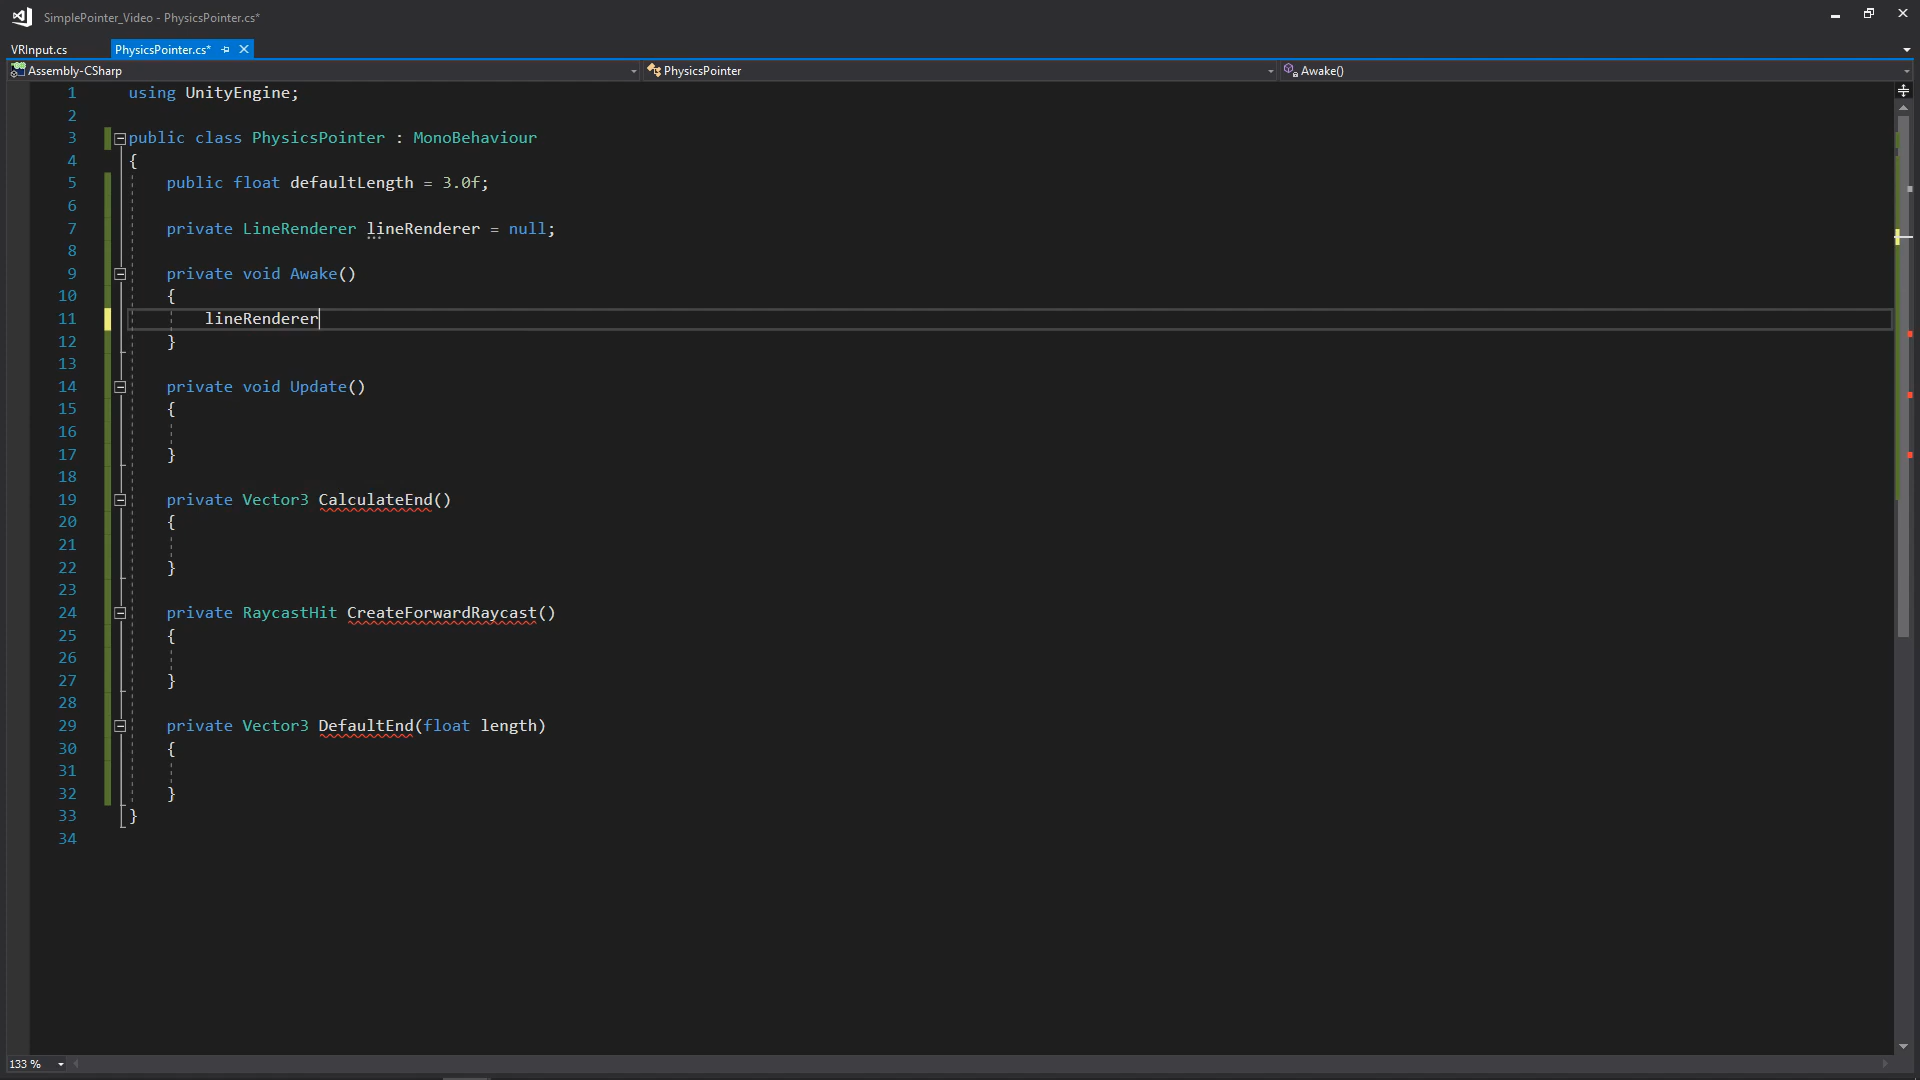 SimplePointer_Video - PhysicsPointer.cs*
VRInput.cs
PhysicsPointer.cs*
Assembly-CSharp
PhysicsPointer
Awake()
1 using UnityEngine;
2
3 public class PhysicsPointer : MonoBehaviour
4 {
5 public float defaultLength = 3.0f;
6
7 private LineRenderer lineRenderer = null;
8
9 private void Awake()
10 {
11 lineRenderer
12 }
13
14 private void Update()
15 {
16
17 }
18
19 private Vector3 CalculateEnd()
20 {
21
22 }
23
24 private RaycastHit CreateForwardRaycast()
25 {
26
27 }
28
29 private Vector3 DefaultEnd(float length)
30 {
31
32 }
33 }
34
133 %